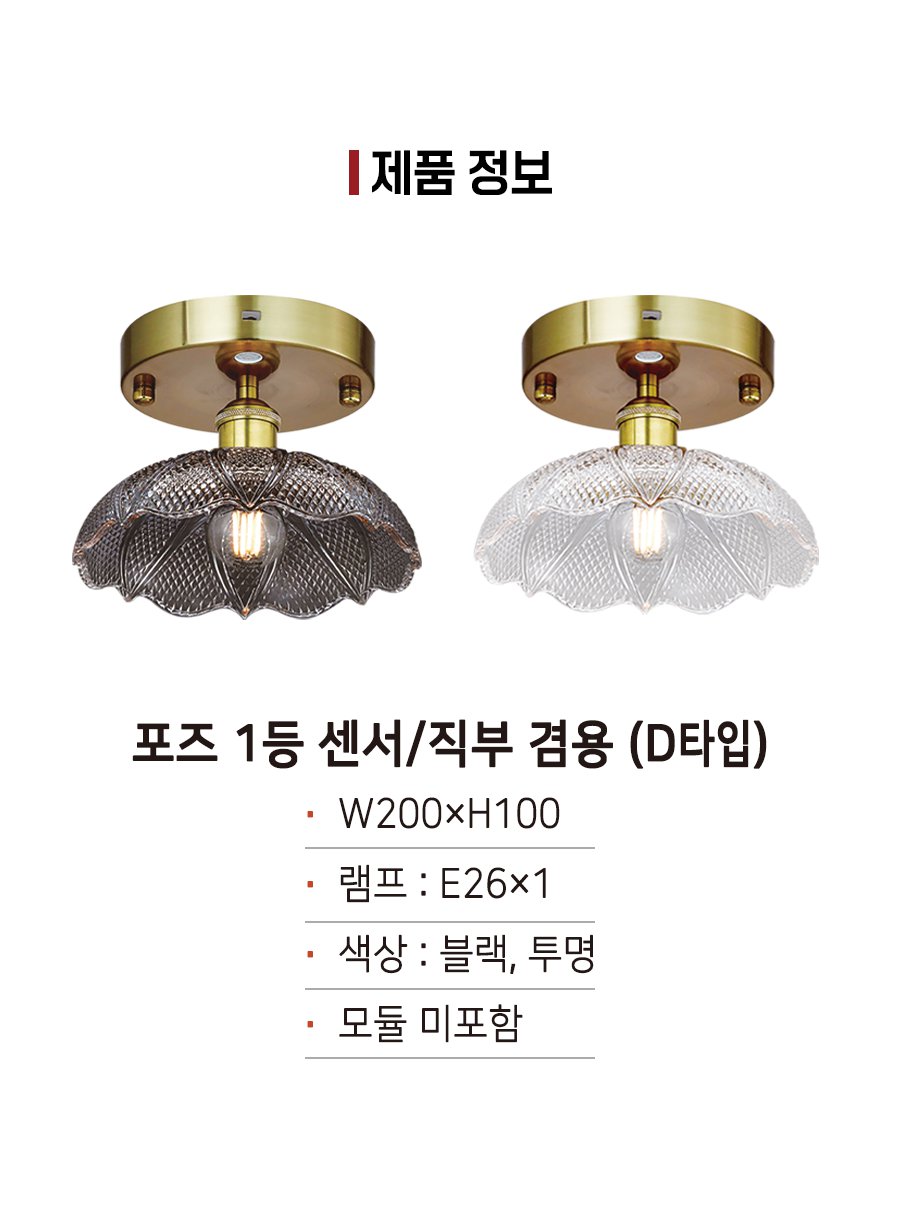 제품 정보
포즈 1등 센서/직부 겸용 (D타입)
· W200×H100
· 램프 : E26×1
· 색상 : 블랙, 투명
· 모듈 미포함